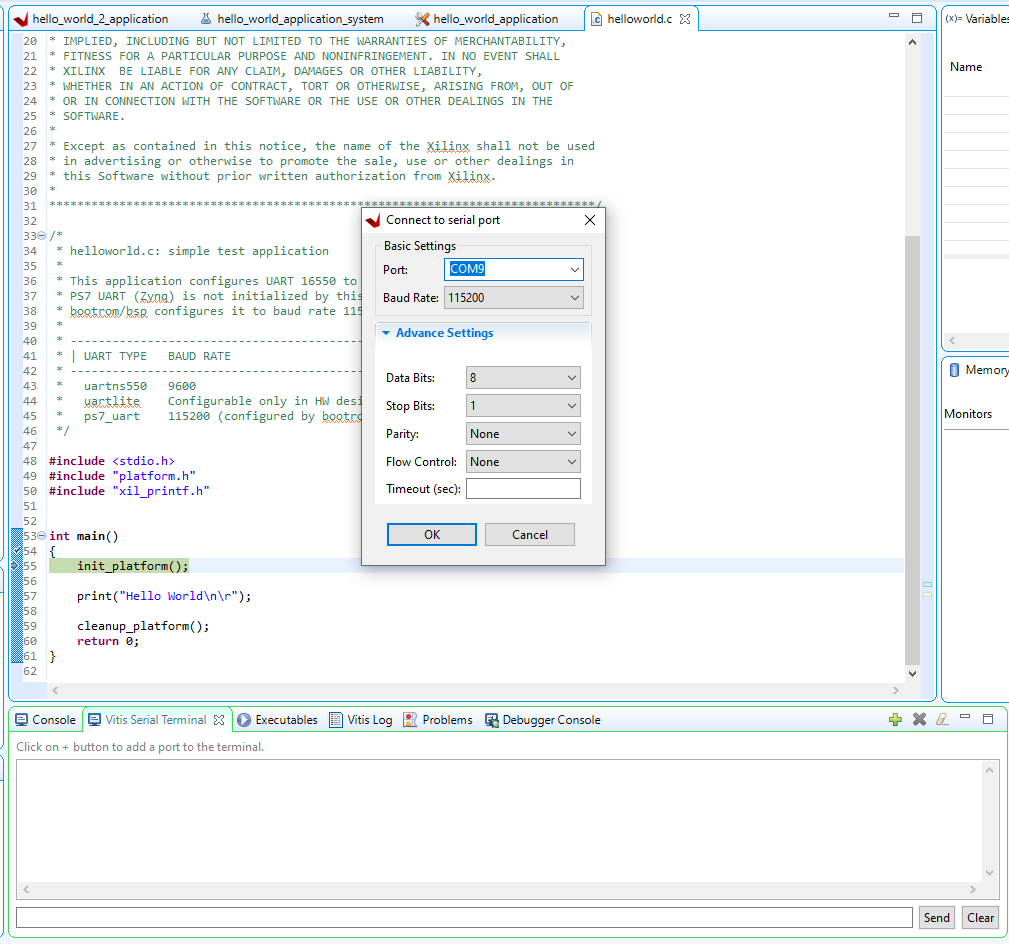 hello_world_2_application
hello_world_application_system
hello_world_application
helloworld.c
(x)= Variables
20 * IMPLIED, INCLUDING BUT NOT LIMITED TO THE WARRANTIES OF MERCHANTABILITY,
21 * FITNESS FOR A PARTICULAR PURPOSE AND NONINFRINGEMENT. IN NO EVENT SHALL
22 * XILINX  BE LIABLE FOR ANY CLAIM, DAMAGES OR OTHER LIABILITY,
23 * WHETHER IN AN ACTION OF CONTRACT, TORT OR OTHERWISE, ARISING FROM, OUT OF
24 * OR IN CONNECTION WITH THE SOFTWARE OR THE USE OR OTHER DEALINGS IN THE
25 * SOFTWARE.
26 *
27 * Except as contained in this notice, the name of the Xilinx shall not be used
28 * in advertising or otherwise to promote the sale, use or other dealings in
29 * this Software without prior written authorization from Xilinx.
30 *
31 ******************************************************************************/
32
33 /*
34  * helloworld.c: simple test application
35  *
36  * This application configures UART 16550 to
37  * PS7 UART (Zynq) is not initialized by this
38  * bootrom/bsp configures it to baud rate 115
39  *
40  * ------------------------------------------
41  * | UART TYPE   BAUD RATE
42  * ------------------------------------------
43  *   uartns550   9600
44  *   uartlite    Configurable only in HW desi
45  *   ps7_uart    115200 (configured by bootro
46  */
47
48 #include <stdio.h>
49 #include "platform.h"
50 #include "xil_printf.h"
51
52
53 int main()
54 {
55     init_platform();
56
57     print("Hello World\n\r");
58
59     cleanup_platform();
60     return 0;
61 }
62
Connect to serial port
Basic Settings
Port: COM9
Baud Rate: 115200
Advance Settings
Data Bits: 8
Stop Bits: 1
Parity: None
Flow Control: None
Timeout (sec):
OK Cancel
Name
Memory
Monitors
Console
Vitis Serial Terminal
Executables
Vitis Log
Problems
Debugger Console
Click on + button to add a port to the terminal.
Send Clear